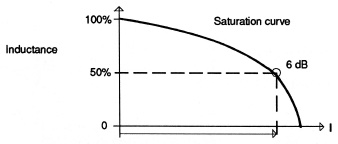 100%
Saturation curve
Inductance
6 dB
50%
0
I